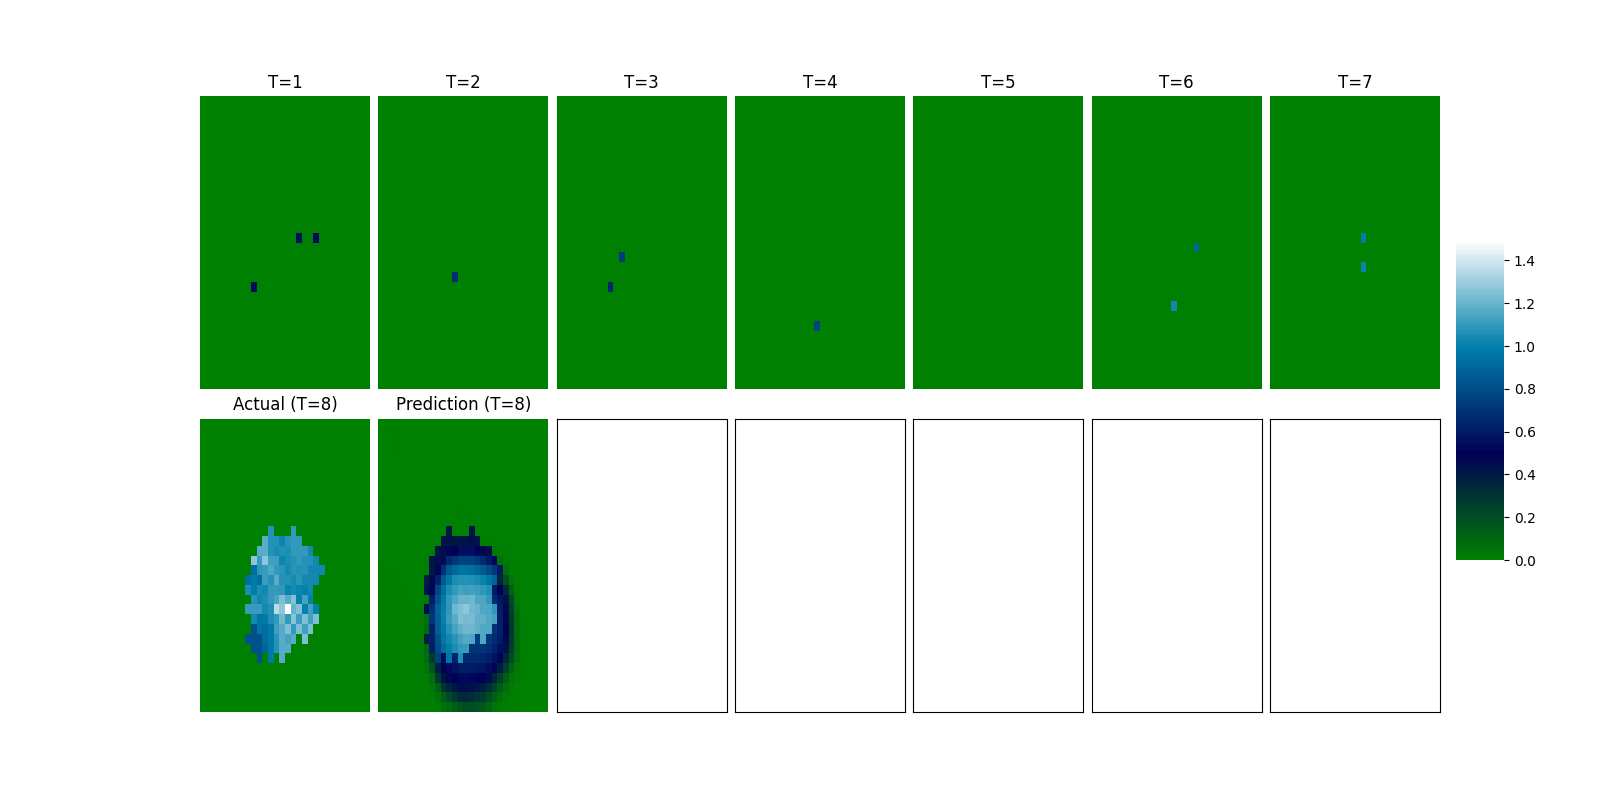 T=1
T=2
T=3
T=4
T=5
T=6
T=7
Actual (T=8)
Prediction (T=8)
1.4
1.2
1.0
0.8
0.6
0.4
0.2
0.0